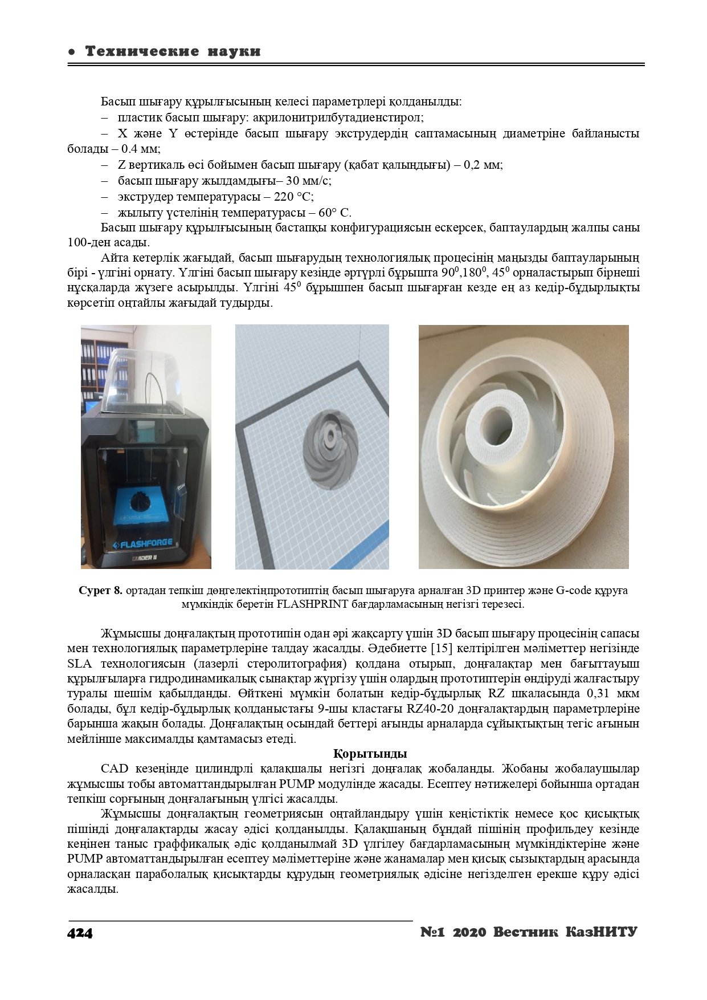 • Технические науки
Басып шығару құрылғысының келесі параметрлері қолданылды:
– пластик басып шығару: акрилонитрилбутадиенстирол;
– X және Y өстерінде басып шығару экструдердің саптамасының диаметріне байланысты
болады – 0.4 мм;
– Z вертикаль өсі бойымен басып шығару (қабат қалыңдығы) – 0,2 мм;
– басып шығару жылдамдығы– 30 мм/с;
– экструдер температурасы – 220 °C;
– жылыту үстелінің температурасы – 60° C.
Басып шығару құрылғысының бастапқы конфигурациясын ескерсек, баптаулардың жалпы саны
100-ден асады.
Айта кетерлік жағыдай, басып шығарудың технологиялық процесінің маңызды баптауларының
бірі - үлгіні орнату. Үлгіні басып шығару кезіңде әртүрлі бұрышта 90⁰,180⁰, 45⁰ орналастырып бірнеші
нұсқаларда жүзеге асырылды. Үлгіні 45⁰ бұрышпен басып шығарған кезде ең аз кедір-бұдырлықты
көрсетіп оңтайлы жағыдай тудырды.
FLASHFORGE
GUIDER II
Сурет 8. ортадан тепкіш дөңгелектіңпрототиптің басып шығаруға арналған 3D принтер және G-code құруға
мүмкіндік беретін FLASHPRINT бағдарламасының негізгі терезесі.
Жұмысшы доңғалақтың прототипін одан әрі жақсарту үшін 3D басып шығару процесінің сапасы
мен технологиялық параметрлеріне талдау жасалды. Әдебиетте [15] келтірілген мәліметтер негізінде
SLA технологиясын (лазерлі стеролитография) қолдана отырып, доңғалақтар мен бағыттауыш
құрылғыларға гидродинамикалық сынақтар жүргізу үшін олардың прототиптерін өндіруді жалғастыру
туралы шешім қабылданды. Өйткені мүмкін болатын кедір-бұдырлық RZ шкаласында 0,31 мкм
болады, бұл кедір-бұдырлық қолданыстағы 9-шы кластағы RZ40-20 доңғалақтардың параметрлеріне
барынша жақын болады. Доңғалақтың осындай беттері ағынды арналарда сұйықтықтың тегіс ағынын
мейлінше максималды қамтамасыз етеді.
Қорытынды
CAD кезеңінде цилиндрлі қалақшалы негізгі доңғалақ жобаланды. Жобаны жобалаушылар
жұмысшы тобы автоматтандырылған PUMP модулінде жасады. Есептеу нәтижелері бойынша ортадан
тепкіш сорғының доңғалағының үлгісі жасалды.
Жұмысшы доңғалақтың геометриясын оңтайландыру үшін кеңістіктік немесе қос қисықтық
пішінді доңғалақтарды жасау әдісі қолданылды. Қалақшаның бұндай пішінің профильдеу кезінде
кеңінен таныс граффикалық әдіс қолданылмай 3D үлгілеу бағдарламасының мүмкіндіктеріне және
PUMP автоматтандырылған есептеу мәліметтеріне және жанамалар мен қисық сызықтардың арасында
орналасқан параболалық қисықтарды құрудың геометриялық әдісіне негізделген ерекше құру әдісі
жасалды.
424
№1 2020 Вестник КазНИТУ